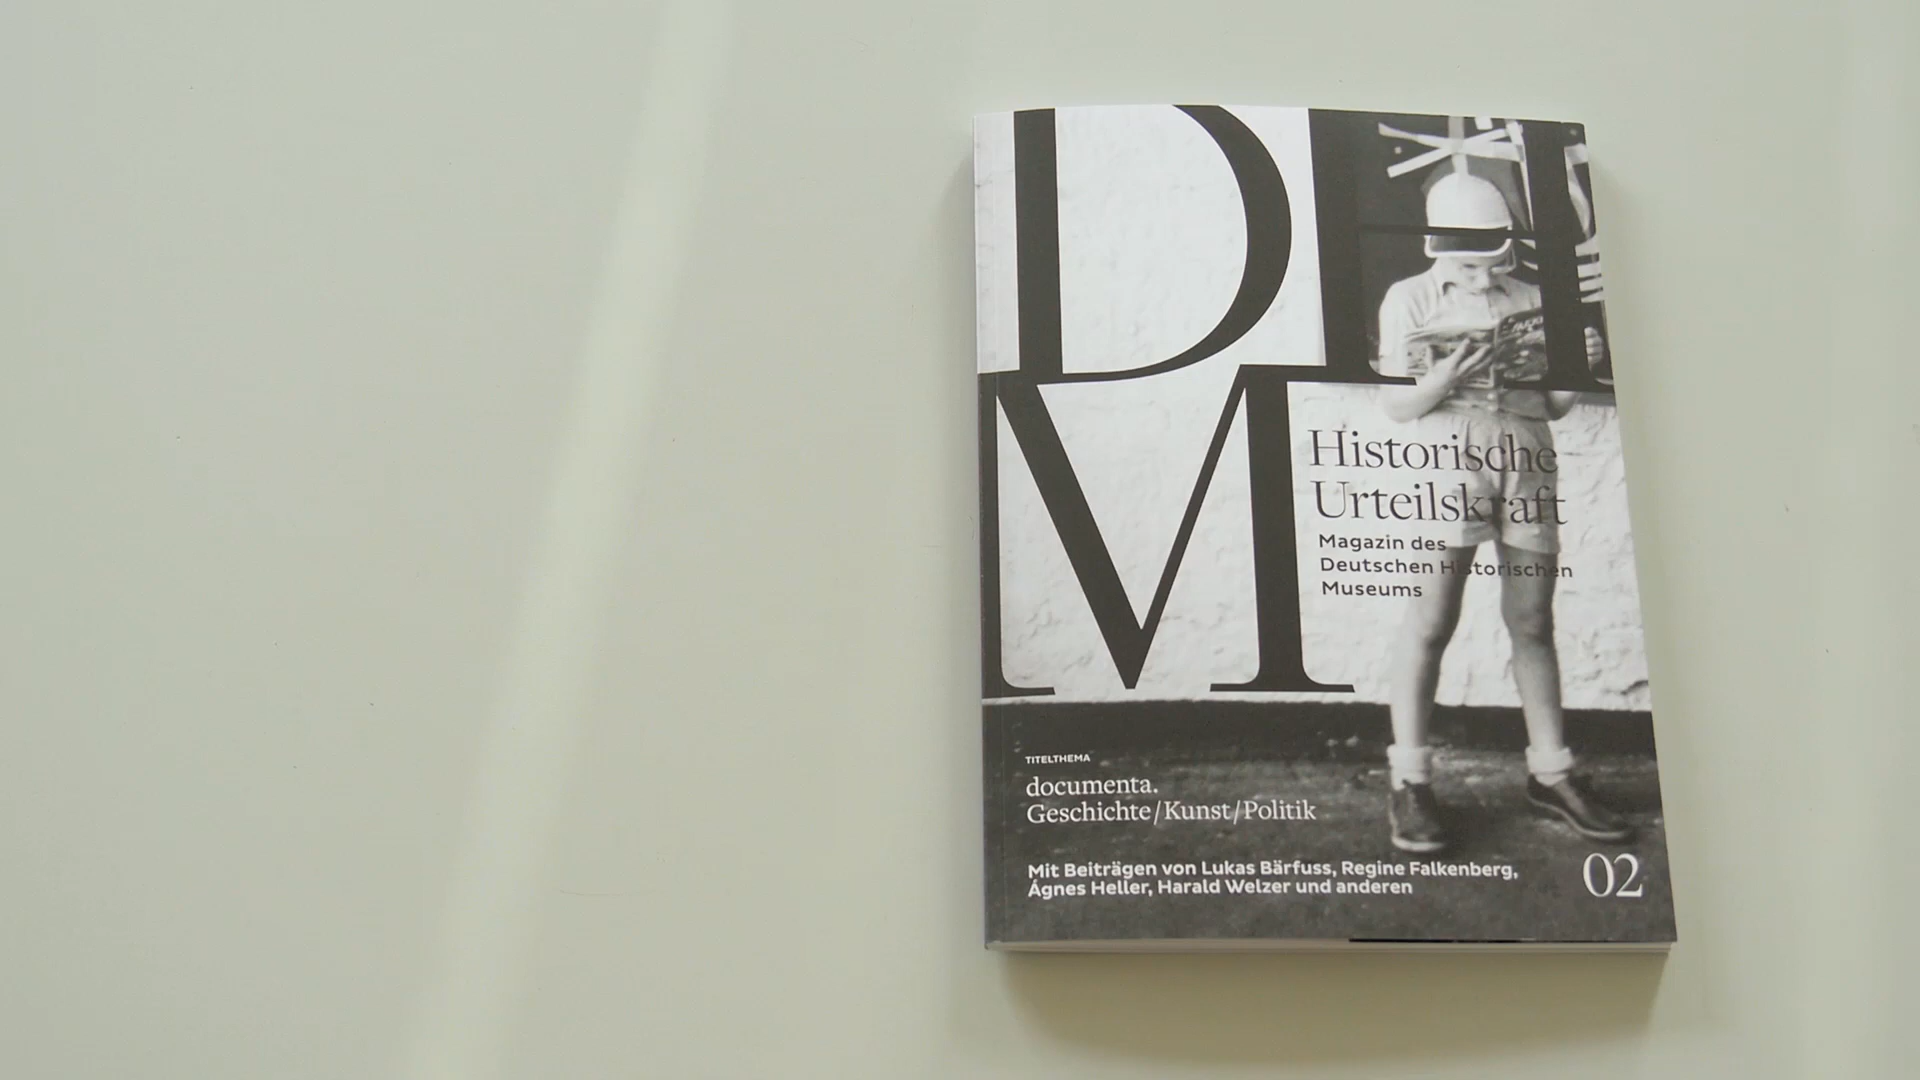 DH
M
Historische
Urteilskraft
Magazin des
Deutschen Historischen
Museums
TITELTHEMA
documenta.
Geschichte/Kunst/Politik
Mit Beiträgen von Lukas Bärfuss, Regine Falkenberg,
Ágnes Heller, Harald Welzer und anderen
02